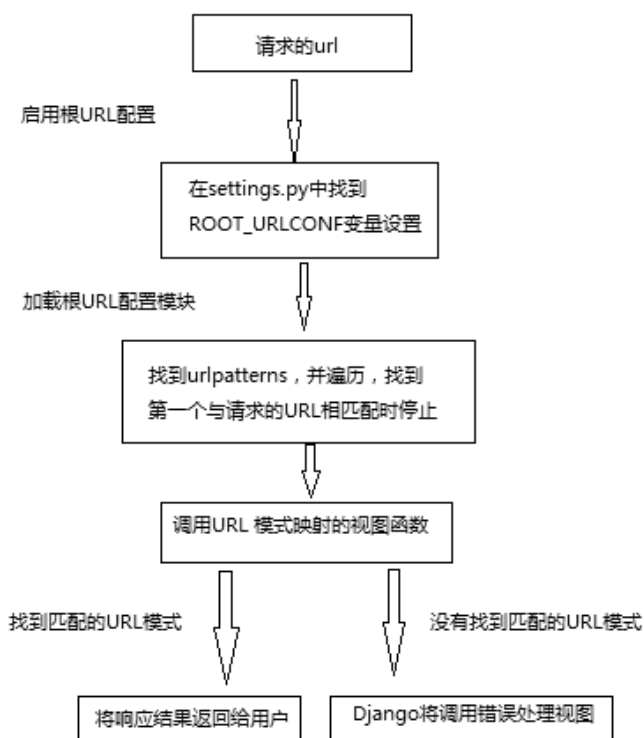 请求的url
启用根URL配置
在settings.py中找到
ROOT_URLCONF变量设置
加载根URL配置模块
找到urlpatterns，并遍历，找到
第一个与请求的URL相匹配时停止
调用URL 模式映射的视图函数
找到匹配的URL模式
没有找到匹配的URL模式
将响应结果返回给用户
Django将调用错误处理视图